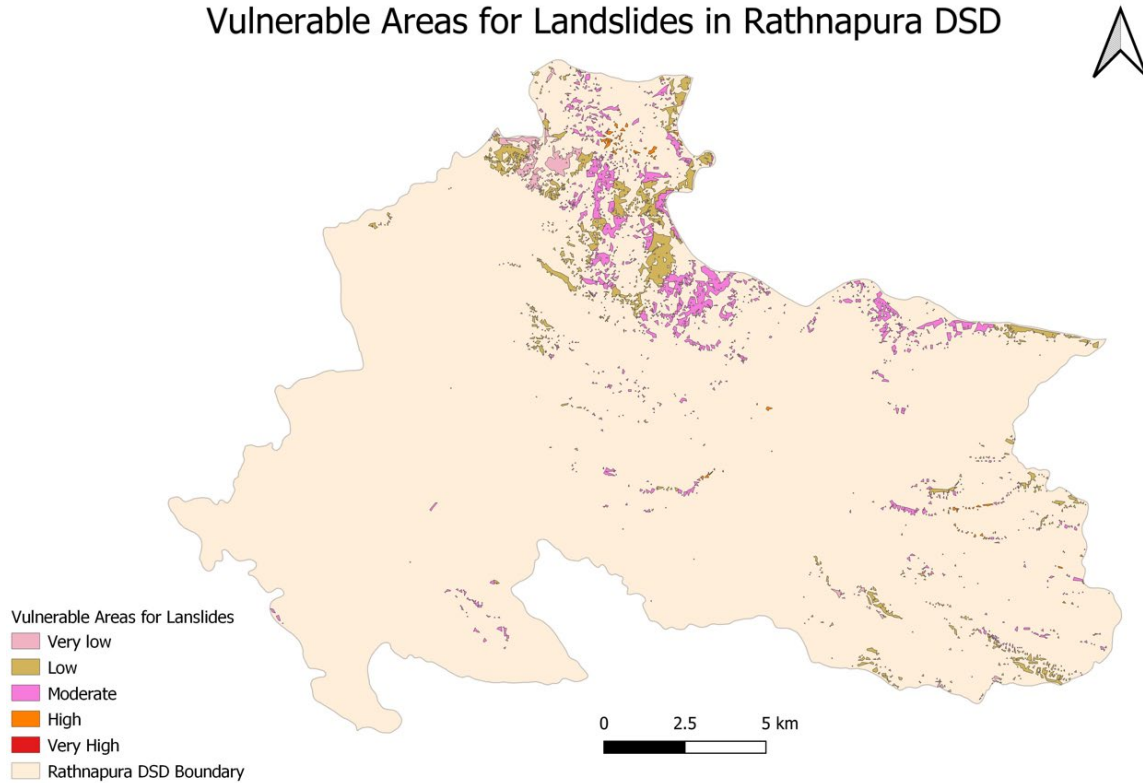 Vulnerable Areas for Landslides in Rathnapura DSD
Vulnerable Areas for Lanslides
Very low
Low
Moderate
High
Very High
Rathnapura DSD Boundary
0 2.5 5 km